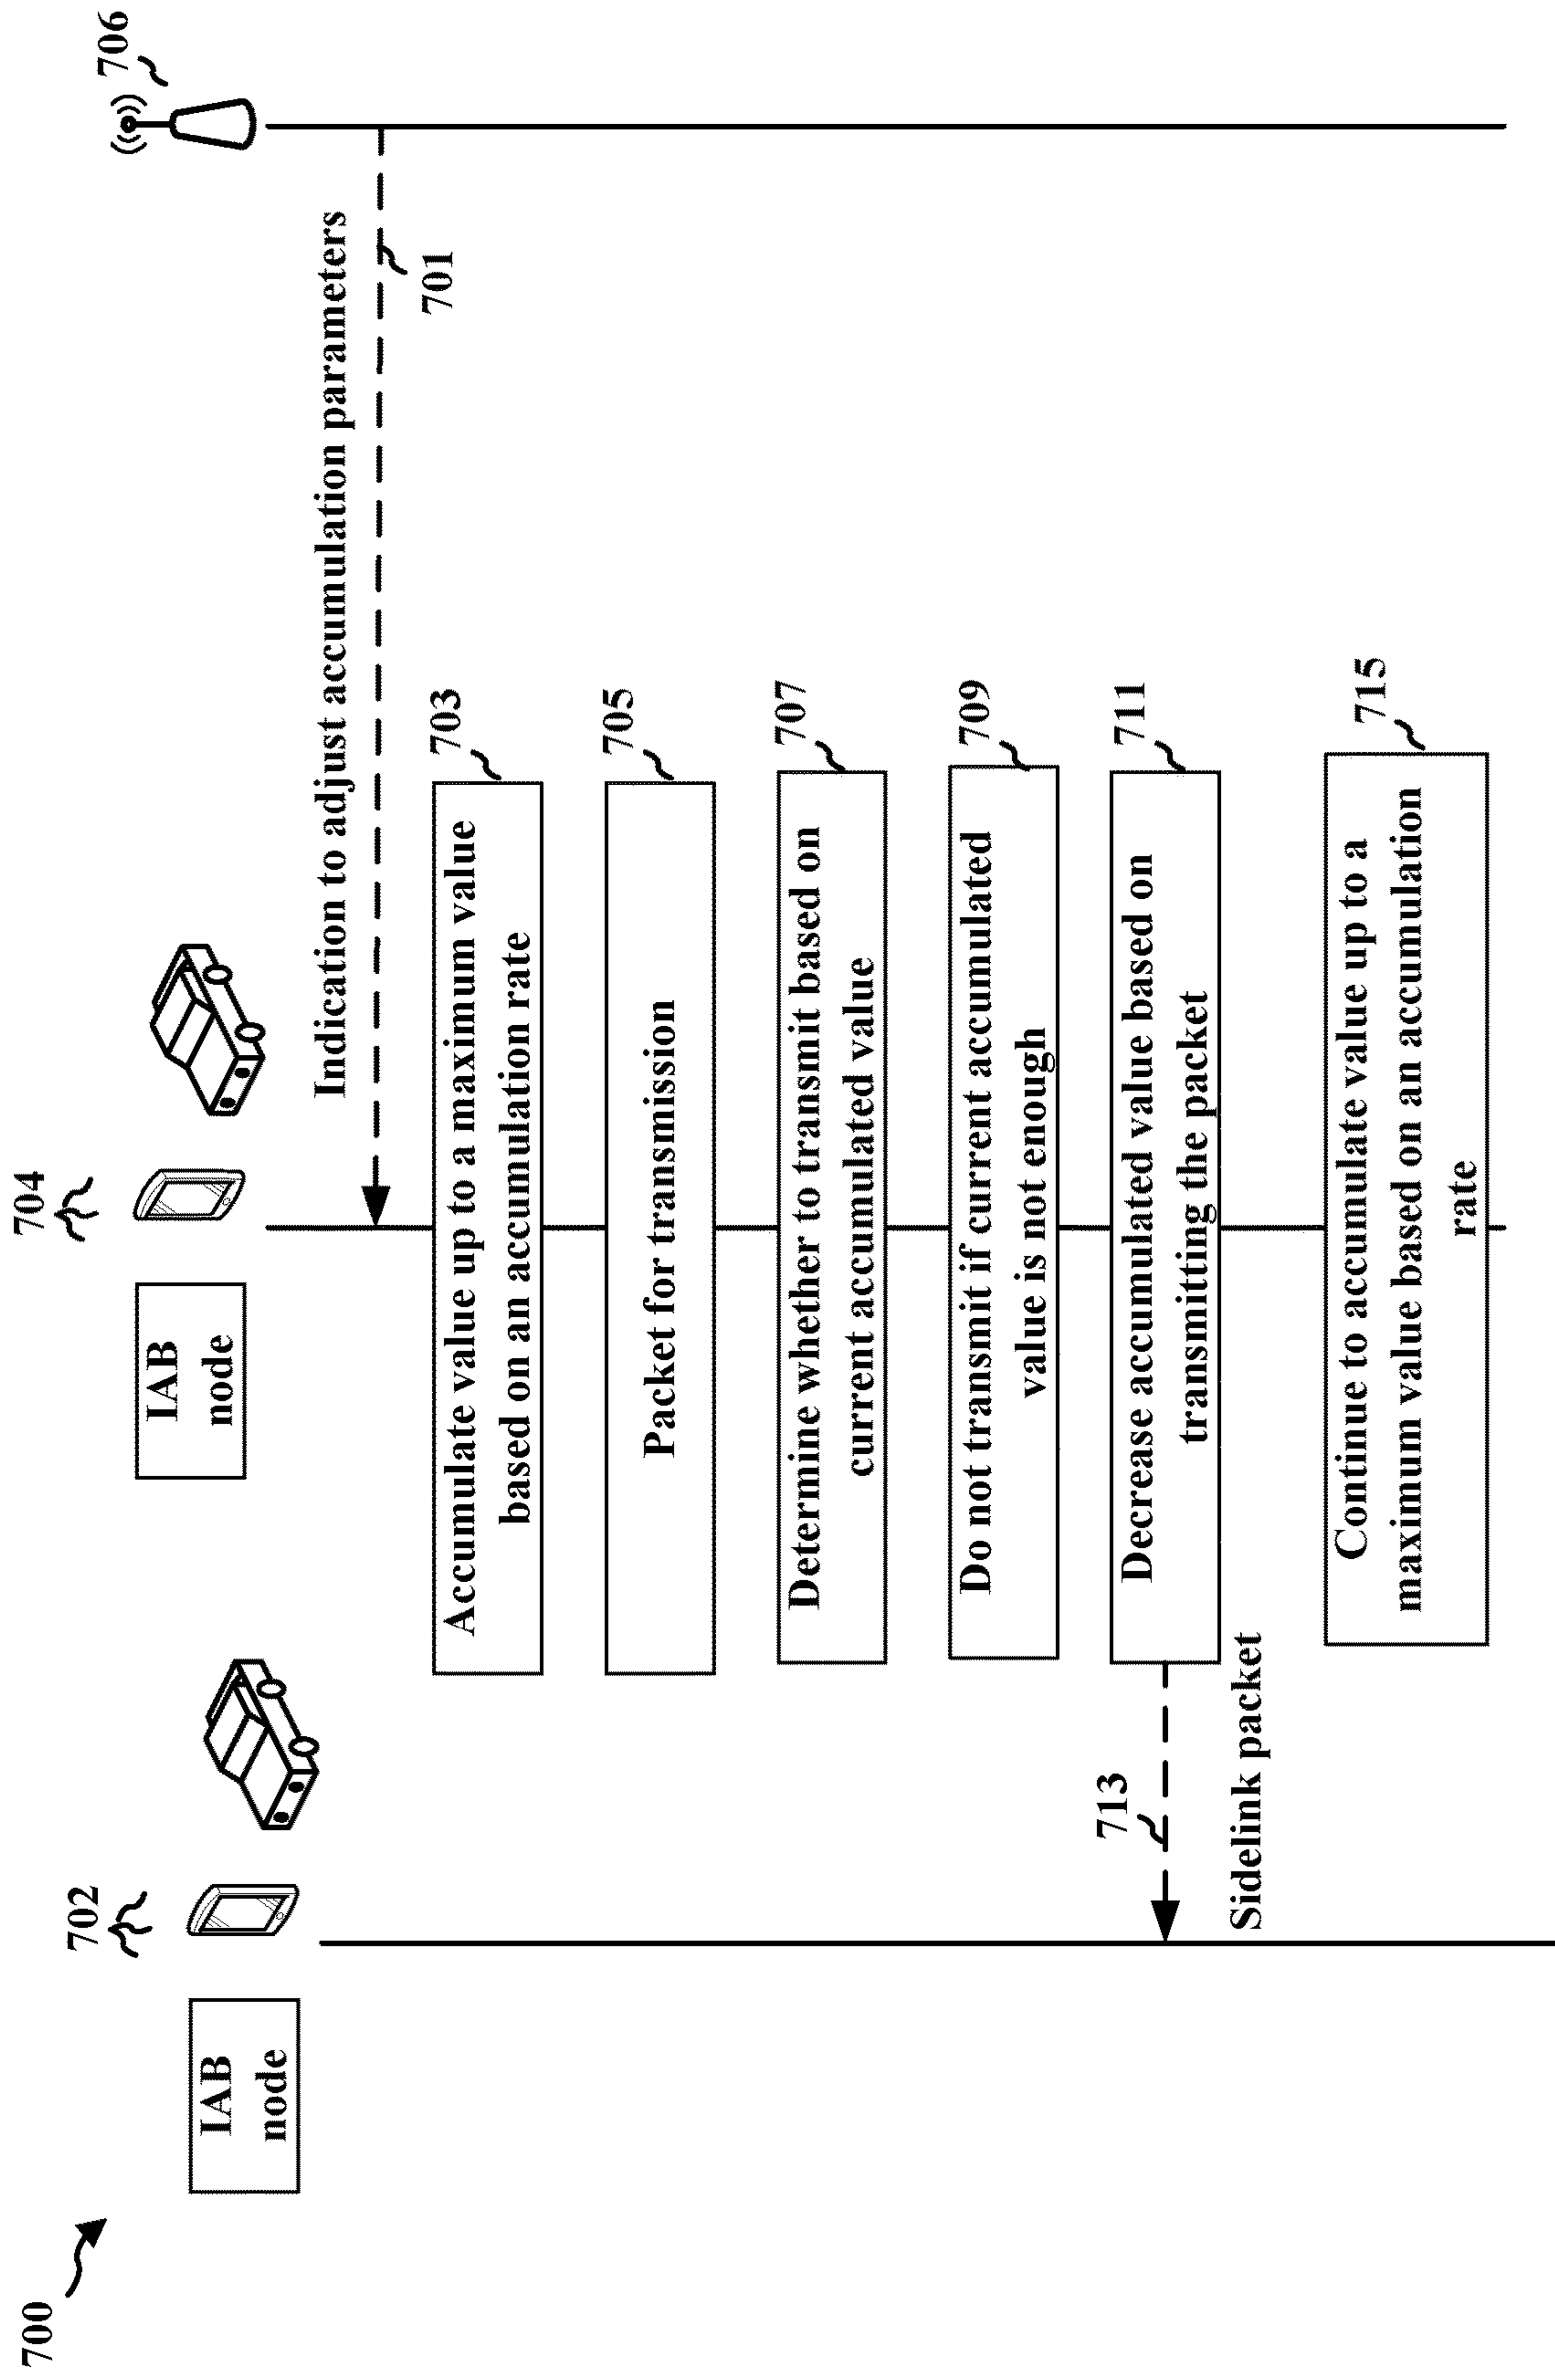 700
702
704
706
IAB
node
IAB
node
Indication to adjust accumulation parameters
701
703
Accumulate value up to a maximum value
based on an accumulation rate
705
Packet for transmission
707
Determine whether to transmit based on
current accumulated value
709
Do not transmit if current accumulated
value is not enough
711
Decrease accumulated value based on
transmitting the packet
713
Sidelink packet
715
Continue to accumulate value up to a
maximum value based on an accumulation
rate